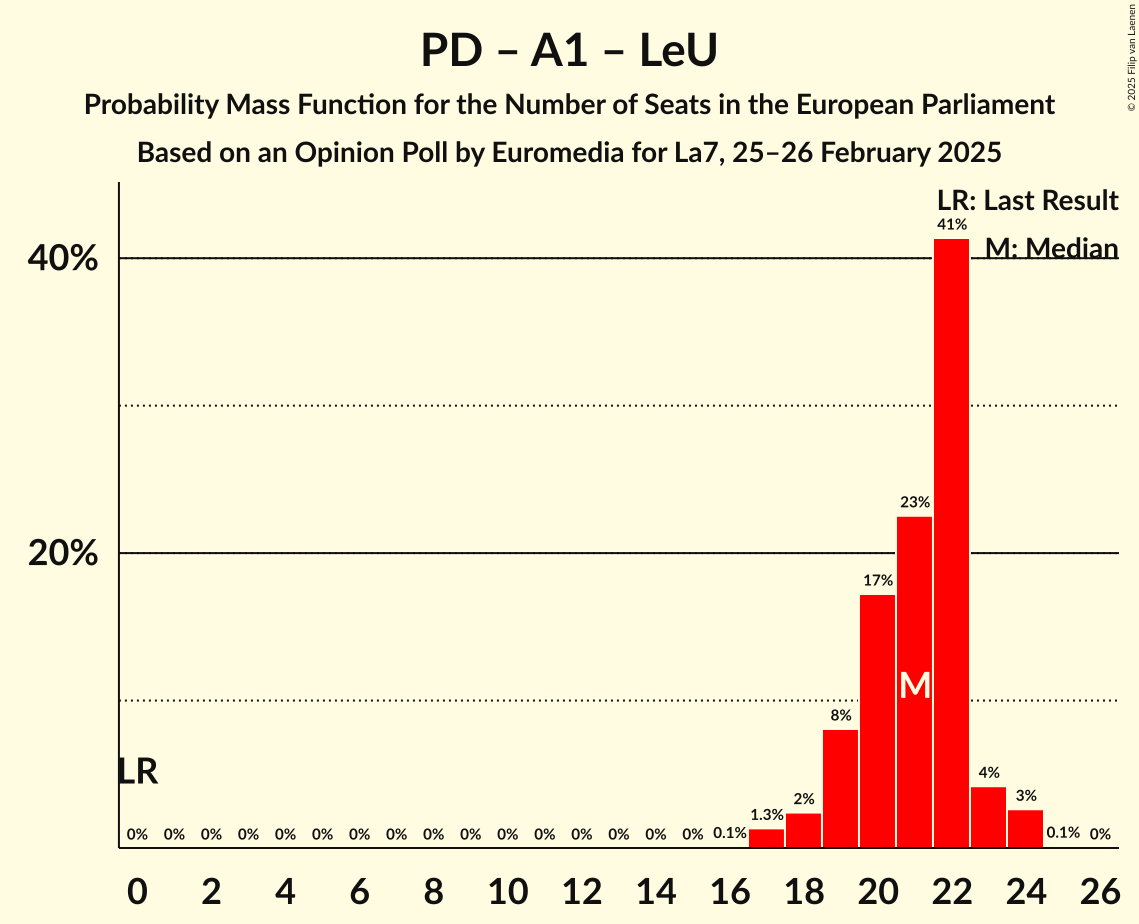 PD – A1 – LeU
Probability Mass Function for the Number of Seats in the European Parliament
Based on an Opinion Poll by Euromedia for La7, 25–26 February 2025
© 2025 Filip van Laenen
LR: Last Result
M: Median
40%
20%
41%
23%
17%
M
8%
LR
4%
3%
2%
1.3%
0% 0% 0% 0% 0% 0% 0% 0% 0% 0% 0% 0% 0% 0% 0% 0% 0.1% 0.1% 0%
0 2 4 6 8 10 12 14 16 18 20 22 24 26